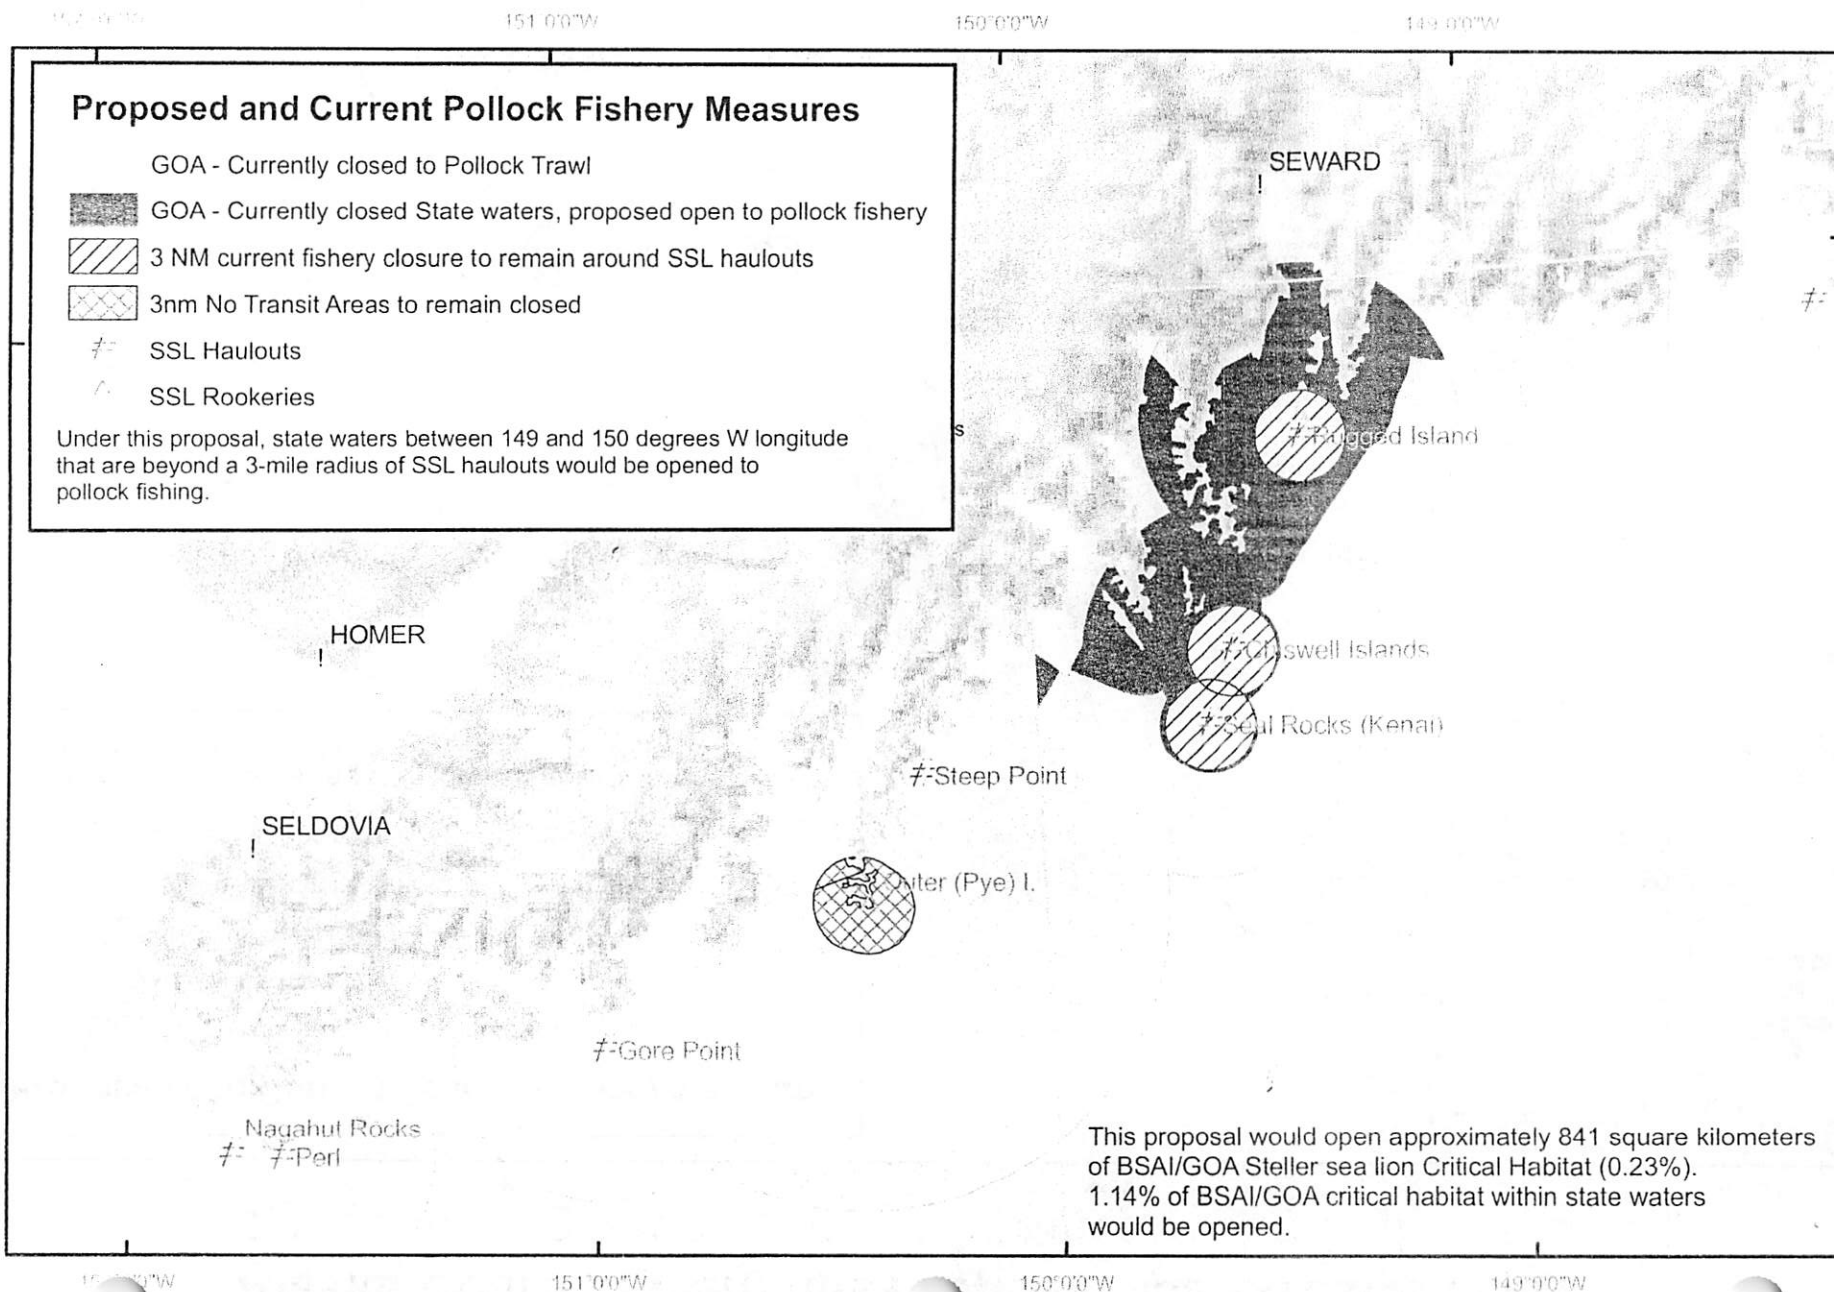 151°0'0"W
150°0'0"W
149°0'0"W
Proposed and Current Pollock Fishery Measures
GOA - Currently closed to Pollock Trawl
GOA - Currently closed State waters, proposed open to pollock fishery
3 NM current fishery closure to remain around SSL haulouts
3nm No Transit Areas to remain closed
SSL Haulouts
SSL Rookeries
Under this proposal, state waters between 149 and 150 degrees W longitude
that are beyond a 3-mile radius of SSL haulouts would be opened to
pollock fishing.
SEWARD
s
Rugged Island
HOMER
Chiswell Islands
Seal Rocks (Kenai)
Steep Point
SELDOVIA
Outer (Pye) I.
Gore Point
Nagahut Rocks
Perl
This proposal would open approximately 841 square kilometers
of BSAI/GOA Steller sea lion Critical Habitat (0.23%).
1.14% of BSAI/GOA critical habitat within state waters
would be opened.
151°0'0"W
150°0'0"W
149°0'0"W